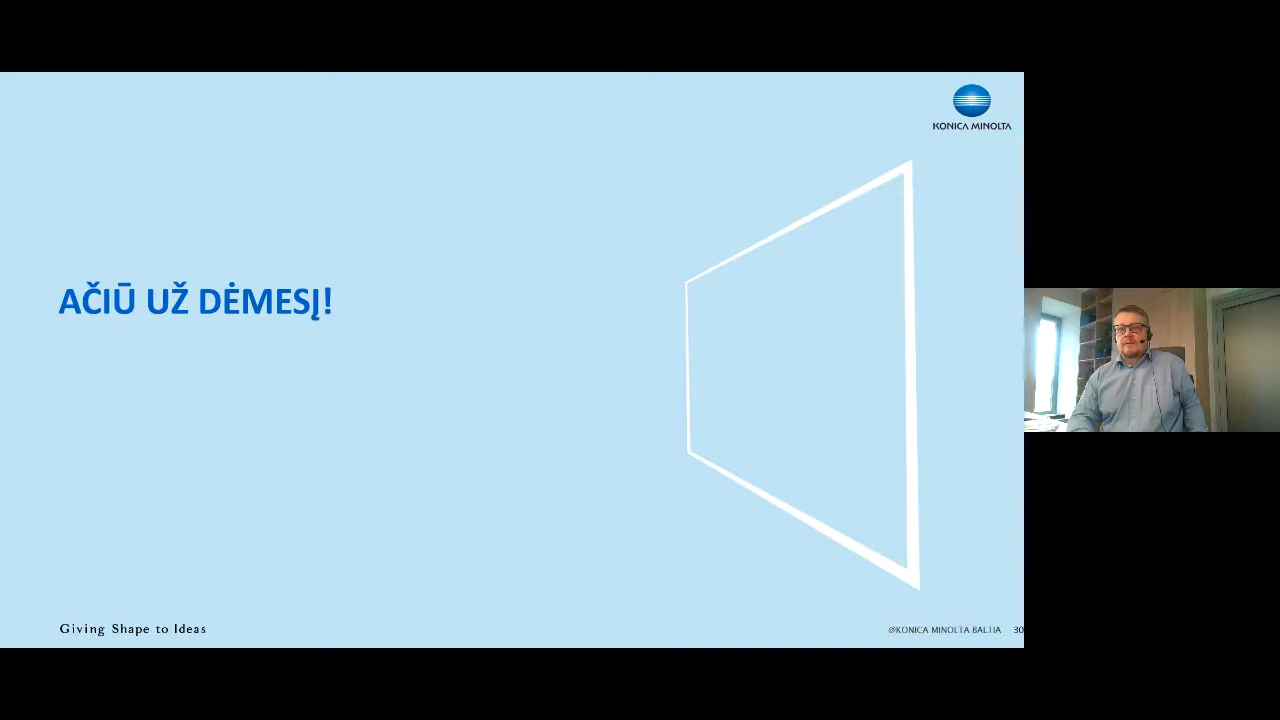 KONICA MINOLTA
AČIŪ UŽ DĖMESĮ!
Giving Shape to Ideas
@KONICA MINOLTA BALTIA 30